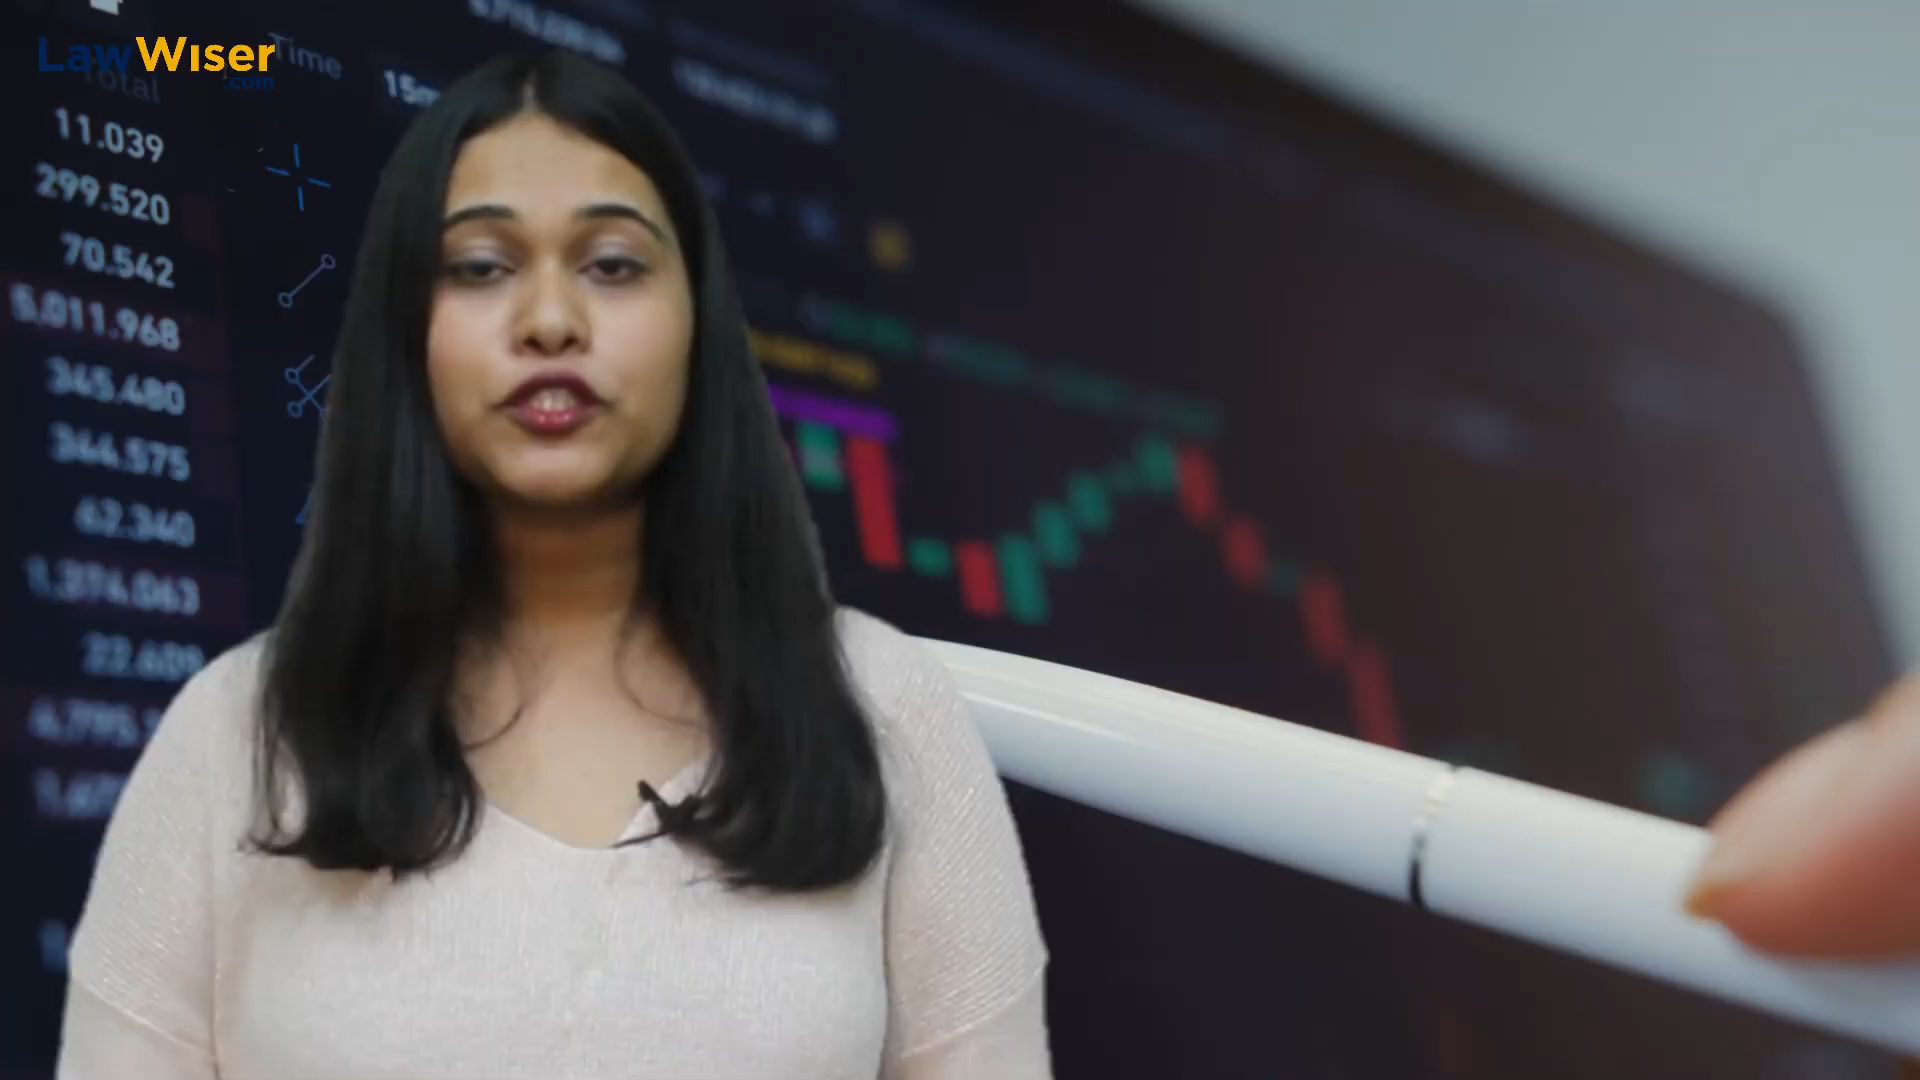 LawWiser
.com
Time
Total
15m
11.039
299.520
70.542
5.011.968
345.480
344.575
62.340
1.374.063
22.609